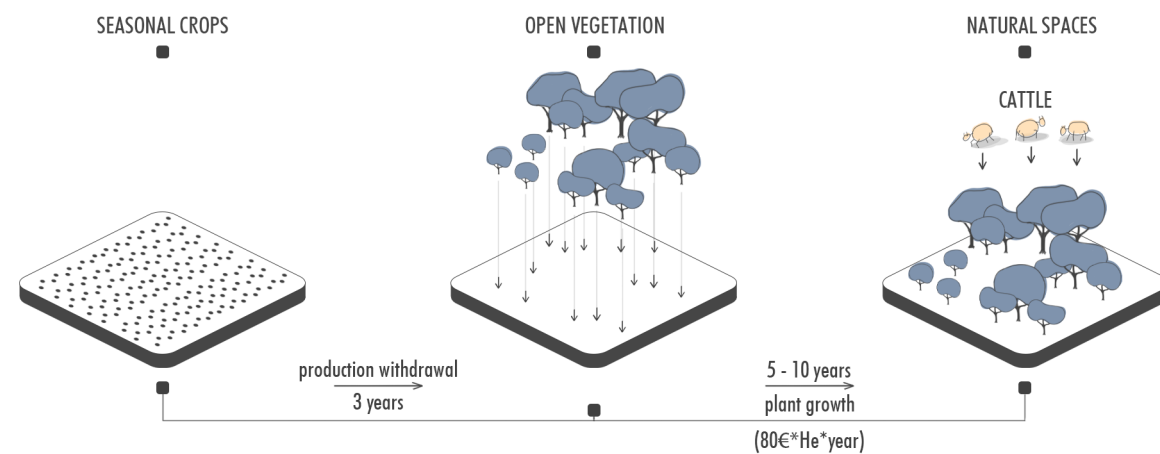 SEASONAL CROPS
OPEN VEGETATION
NATURAL SPACES
CATTLE
production withdrawal
3 years
5 - 10 years
plant growth
(80€*He*year)